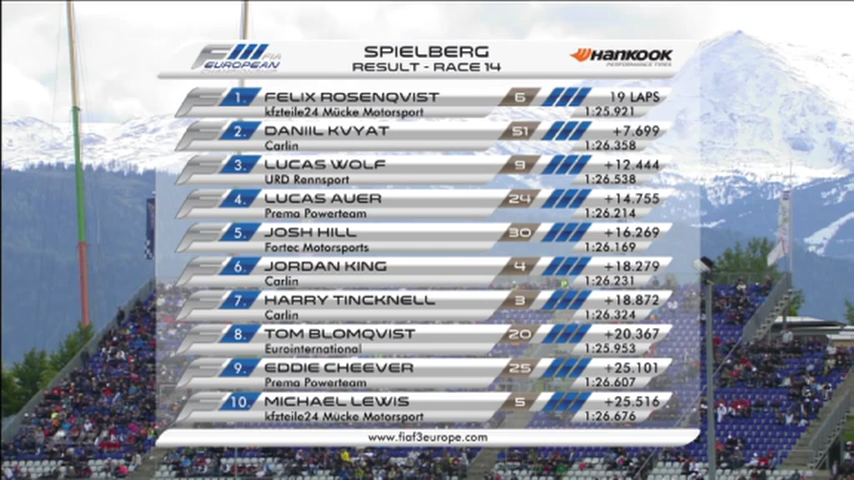 FIA
EUROPEAN
CHAMPIONSHIP
SPIELBERG
RESULT - RACE 14
HANKOOK
PERFORMANCE TIRES
1. FELIX ROSENQVIST 6 19 LAPS
kfzteile24 Mücke Motorsport 1:25.921
2. DANIIL KVYAT 51 +7.699
Carlin 1:26.358
3. LUCAS WOLF 9 +12.444
URD Rennsport 1:26.538
4. LUCAS AUER 24 +14.755
Prema Powerteam 1:26.214
5. JOSH HILL 30 +16.269
Fortec Motorsports 1:26.169
6. JORDAN KING 4 +18.279
Carlin 1:26.231
7. HARRY TINCKNELL 3 +18.872
Carlin 1:26.324
8. TOM BLOMQVIST 20 +20.367
Eurointernational 1:25.953
9. EDDIE CHEEVER 25 +25.101
Prema Powerteam 1:26.607
10. MICHAEL LEWIS 5 +25.516
kfzteile24 Mücke Motorsport 1:26.676
www.fiaf3europe.com